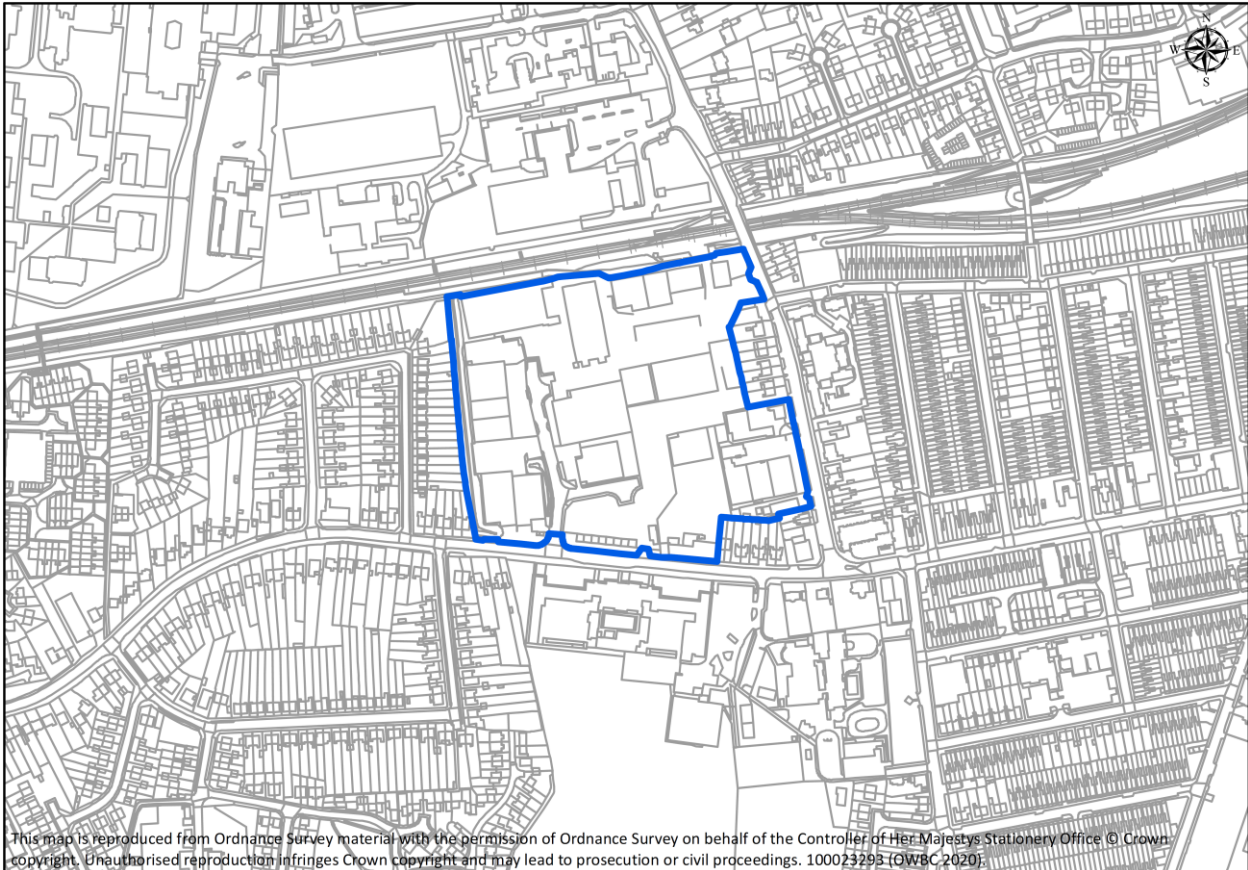 N
W E
S
This map is reproduced from Ordnance Survey material with the permission of Ordnance Survey on behalf of the Controller of Her Majestys Stationery Office © Crown
copyright. Unauthorised reproduction infringes Crown copyright and may lead to prosecution or civil proceedings. 100023293 (OWBC 2020).